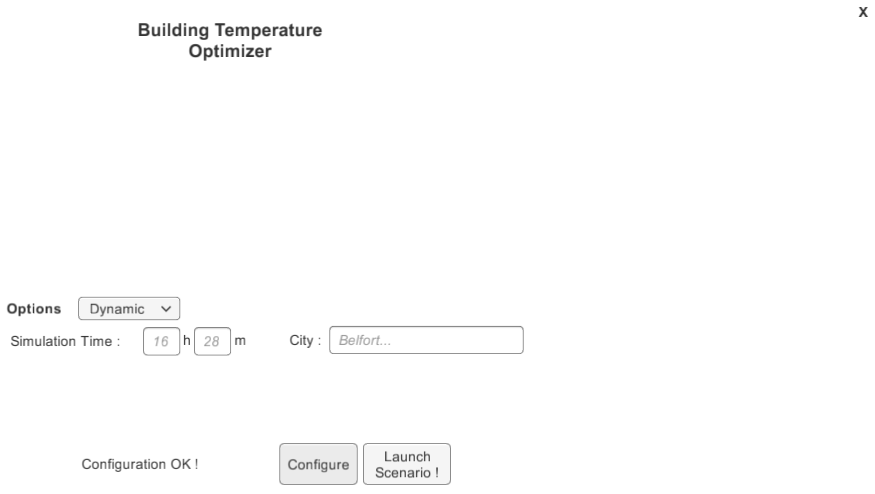 X
Building Temperature
Optimizer
Options Dynamic
Simulation Time : 16 h 28 m City : Belfort...
Configuration OK ! Configure Launch
Scenario !